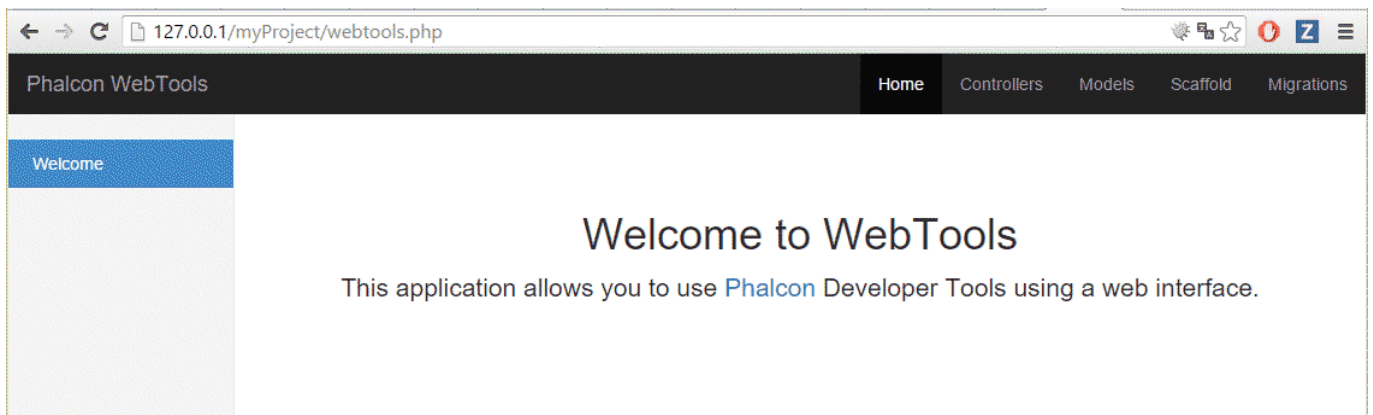 127.0.0.1/myProject/webtools.php
Z
Phalcon WebTools Home Controllers Models Scaffold Migrations
Welcome
Welcome to WebTools
This application allows you to use Phalcon Developer Tools using a web interface.